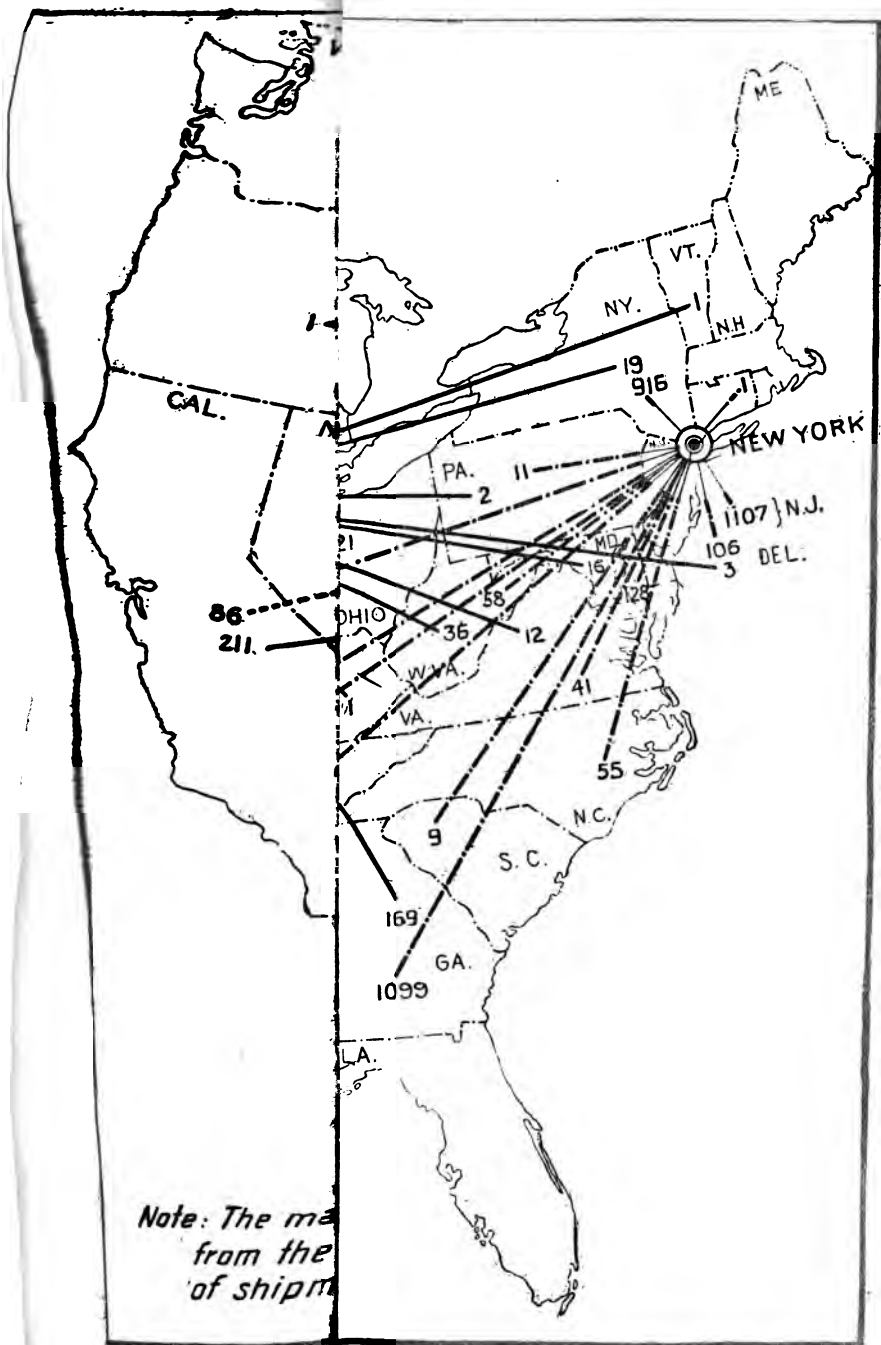 ME
VT.
NY.
1
N.H
19
916
1
CAL.
NEW YORK
PA.
11
2
1107 } N.J.
106
DEL.
3
21
MD.
16
58
128
86
OHIO
36
12
211.
W.VA.
41
VA.
55
N.C.
9
S. C.
169
GA.
1099
LA.
Note: The ma
from the
of shipm